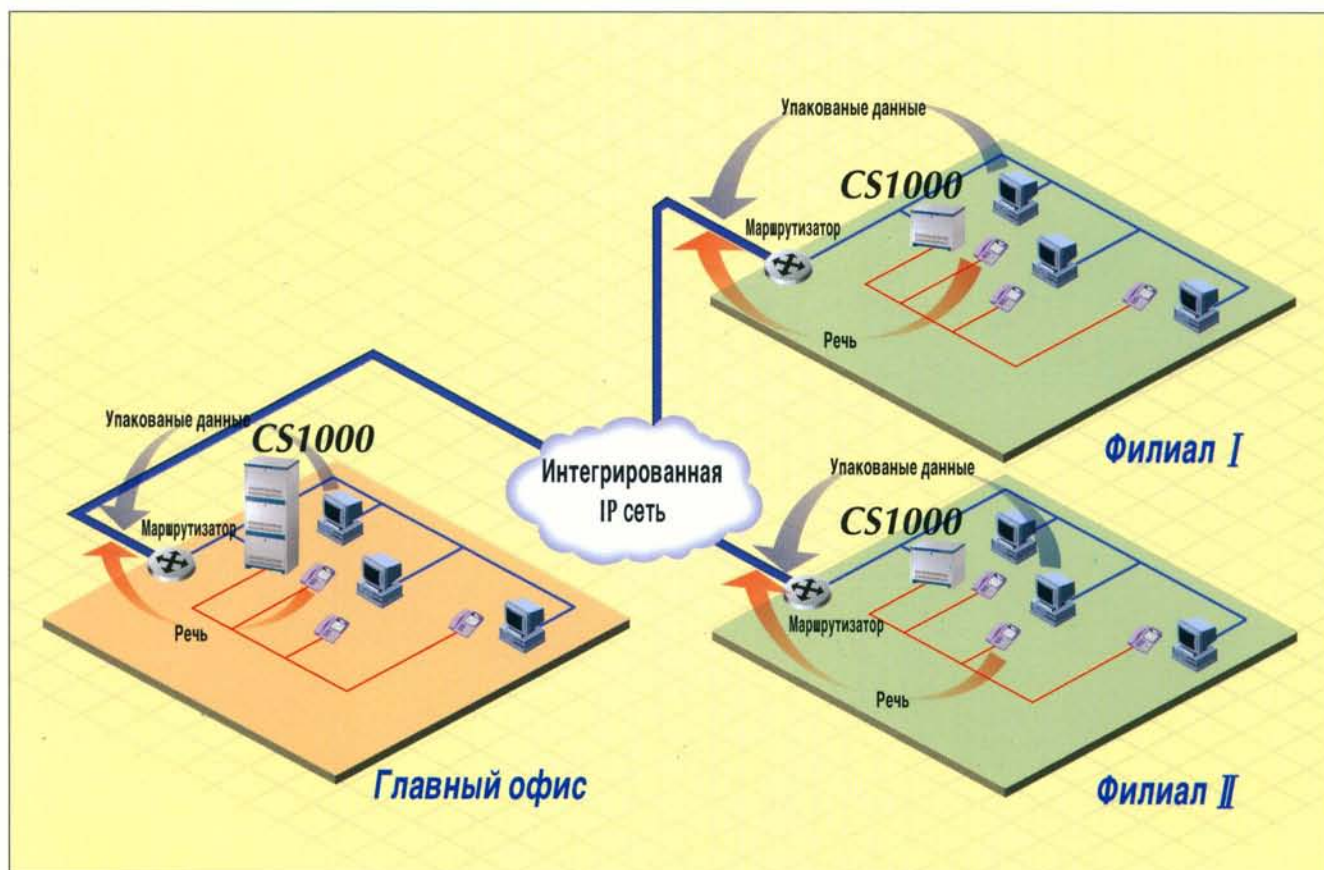 Упакованые данные
CS1000
Маршрутизатор
Речь
Филиал I
Упакованые данные
CS1000
Маршрутизатор
Речь
Главный офис
Интегрированная
IP сеть
Упакованые данные
CS1000
Маршрутизатор
Речь
Филиал II